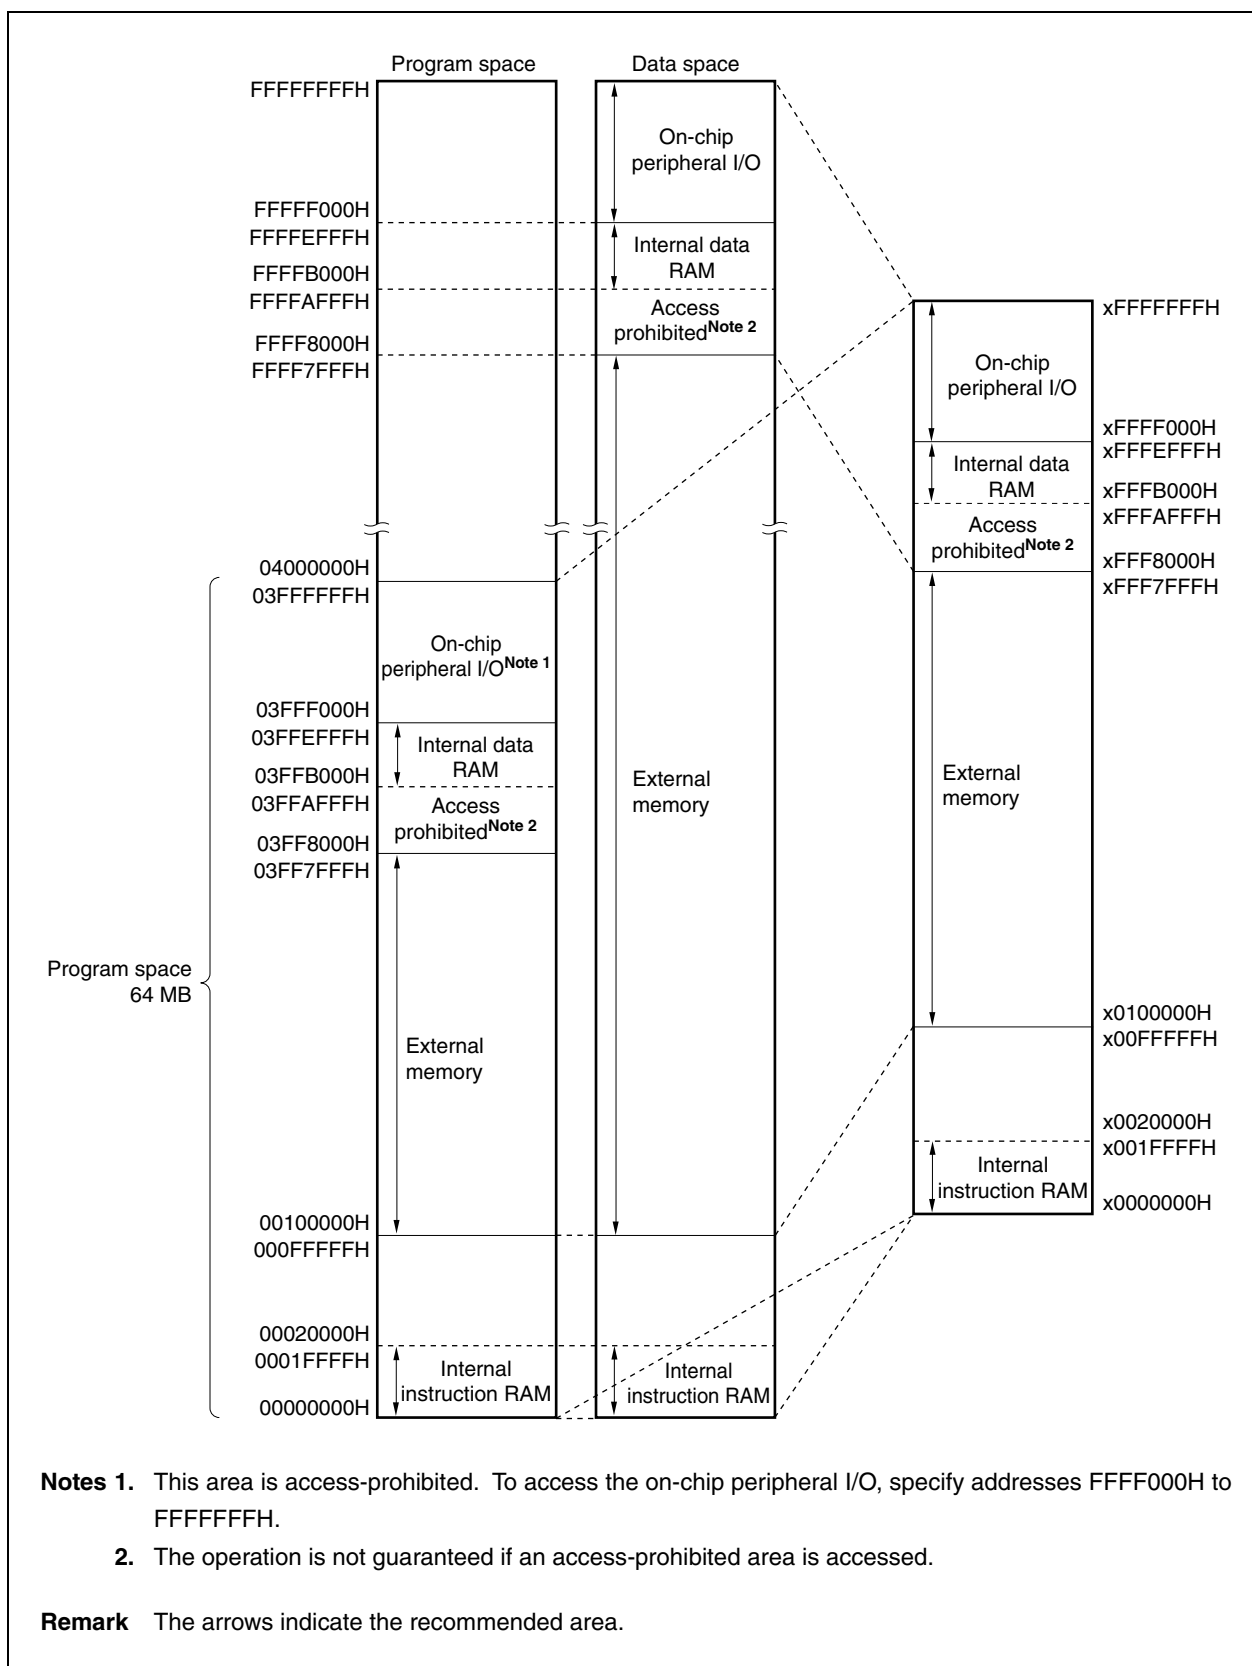 Program space
Data space
FFFFFFFFH
On-chip
peripheral I/O
FFFFF000H
FFFFEFFFH
Internal data
RAM
FFFFB000H
FFFFAFFFH
Access
prohibitedNote 2
FFFF8000H
FFFF7FFFH
04000000H
03FFFFFFH
On-chip
peripheral I/ONote 1
03FFF000H
03FFEFFFH
Internal data
RAM
03FFB000H
03FFAFFFH
Access
prohibitedNote 2
03FF8000H
03FF7FFFH
External
memory
Program space
64 MB
External
memory
00100000H
000FFFFFH
00020000H
0001FFFFH
Internal
instruction RAM
Internal
instruction RAM
00000000H
xFFFFFFFH
On-chip
peripheral I/O
xFFFF000H
xFFFEFFFH
Internal data
RAM
xFFFB000H
xFFFAFFFH
Access
prohibitedNote 2
xFFF8000H
xFFF7FFFH
External
memory
x0100000H
x00FFFFFH
x0020000H
x001FFFFH
Internal
instruction RAM
x0000000H
Notes 1. This area is access-prohibited. To access the on-chip peripheral I/O, specify addresses FFFF000H to
FFFFFFFH.
2. The operation is not guaranteed if an access-prohibited area is accessed.
Remark The arrows indicate the recommended area.